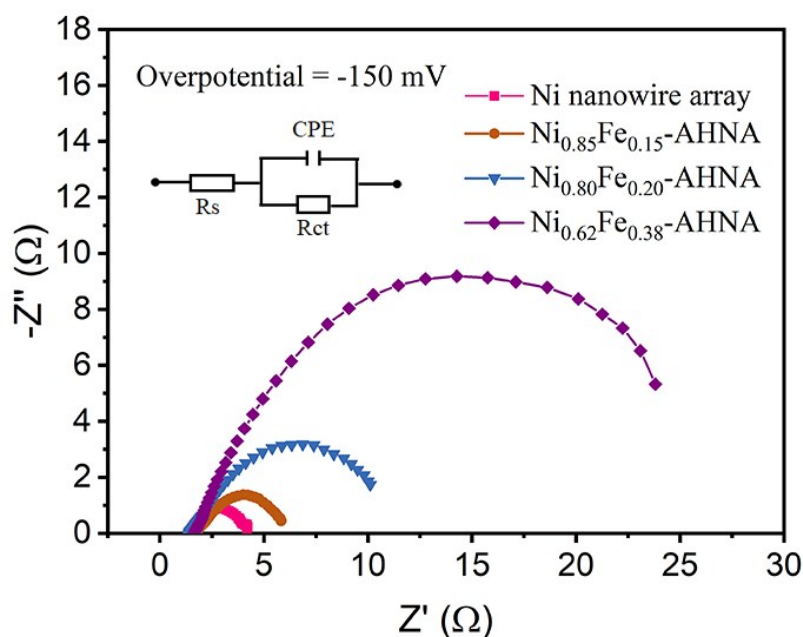 18
16
14
12
10
8
6
4
2
0
-Z'' (Ω)
Overpotential = -150 mV
CPE
Rs
Rct
Ni nanowire array
Ni0.85Fe0.15-AHNA
Ni0.80Fe0.20-AHNA
Ni0.62Fe0.38-AHNA
0 5 10 15 20 25 30
Z' (Ω)